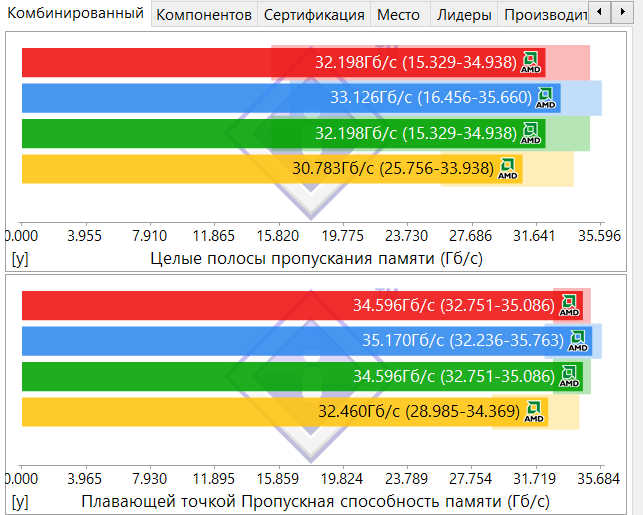 Комбинированный Компонентов Сертификация Место Лидеры Производит
TM
32.198Гб/с (15.329-34.938) AMD
33.126Гб/с (16.456-35.660) AMD
32.198Гб/с (15.329-34.938) AMD
30.783Гб/с (25.756-33.938) AMD
0.000 3.955 7.910 11.865 15.820 19.775 23.730 27.686 31.641 35.596
[y] Целые полосы пропускания памяти (Гб/с)
TM
34.596Гб/с (32.751-35.086) AMD
35.170Гб/с (32.236-35.763) AMD
34.596Гб/с (32.751-35.086) AMD
32.460Гб/с (28.985-34.369) AMD
0.000 3.965 7.930 11.895 15.859 19.824 23.789 27.754 31.719 35.684
[y] Плавающей точкой Пропускная способность памяти (Гб/с)